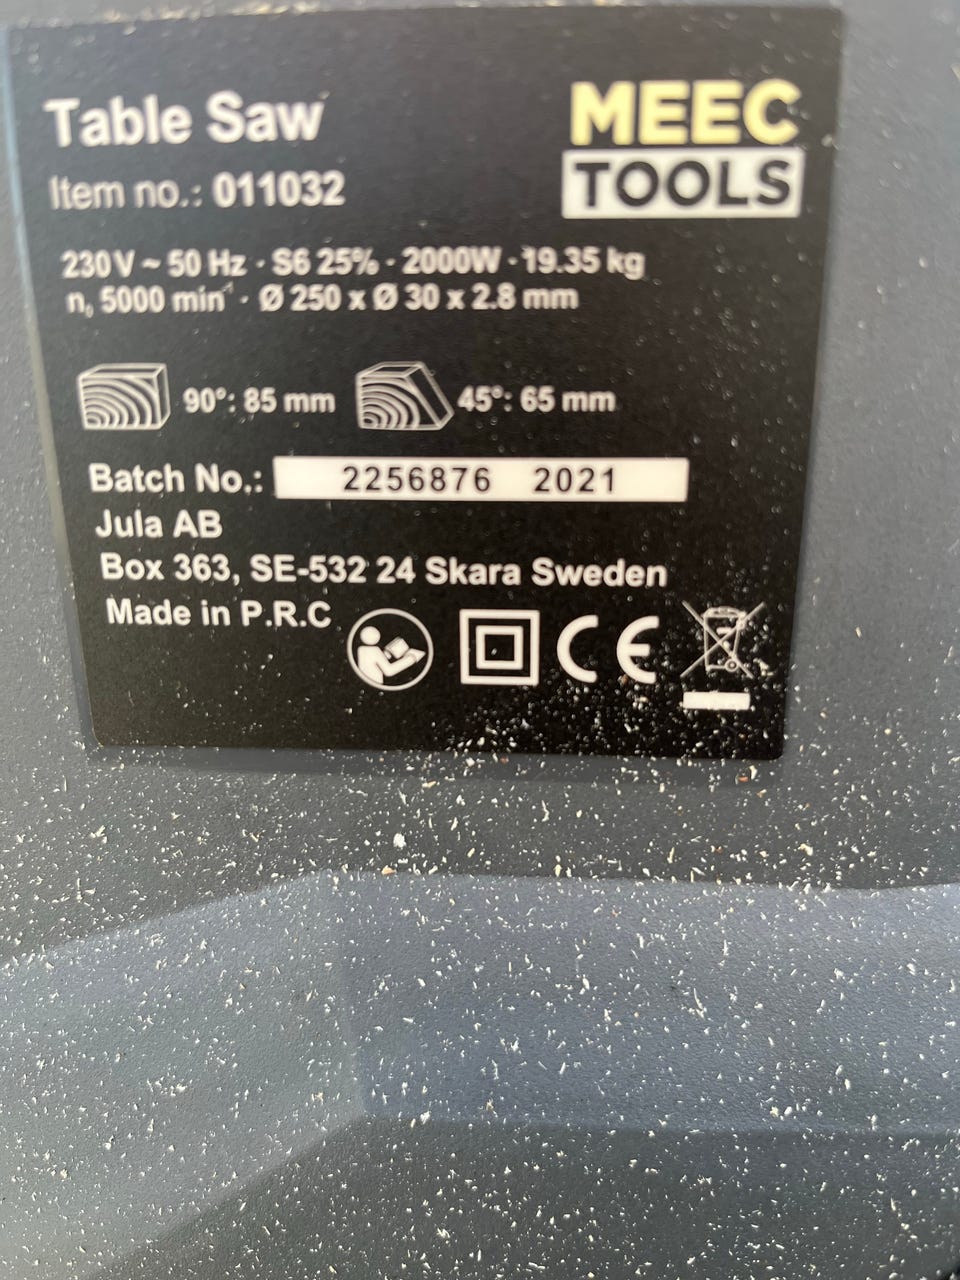 Table Saw
MEEC
TOOLS
Item no.: 011032
230 V ~ 50 Hz · S6 25% · 2000W · 19.35 kg
n₀ 5000 min⁻¹ · Ø 250 x Ø 30 x 2.8 mm
90°: 85 mm 45°: 65 mm
Batch No.: 2256876 2021
Jula AB
Box 363, SE-532 24 Skara Sweden
Made in P.R.C
CE